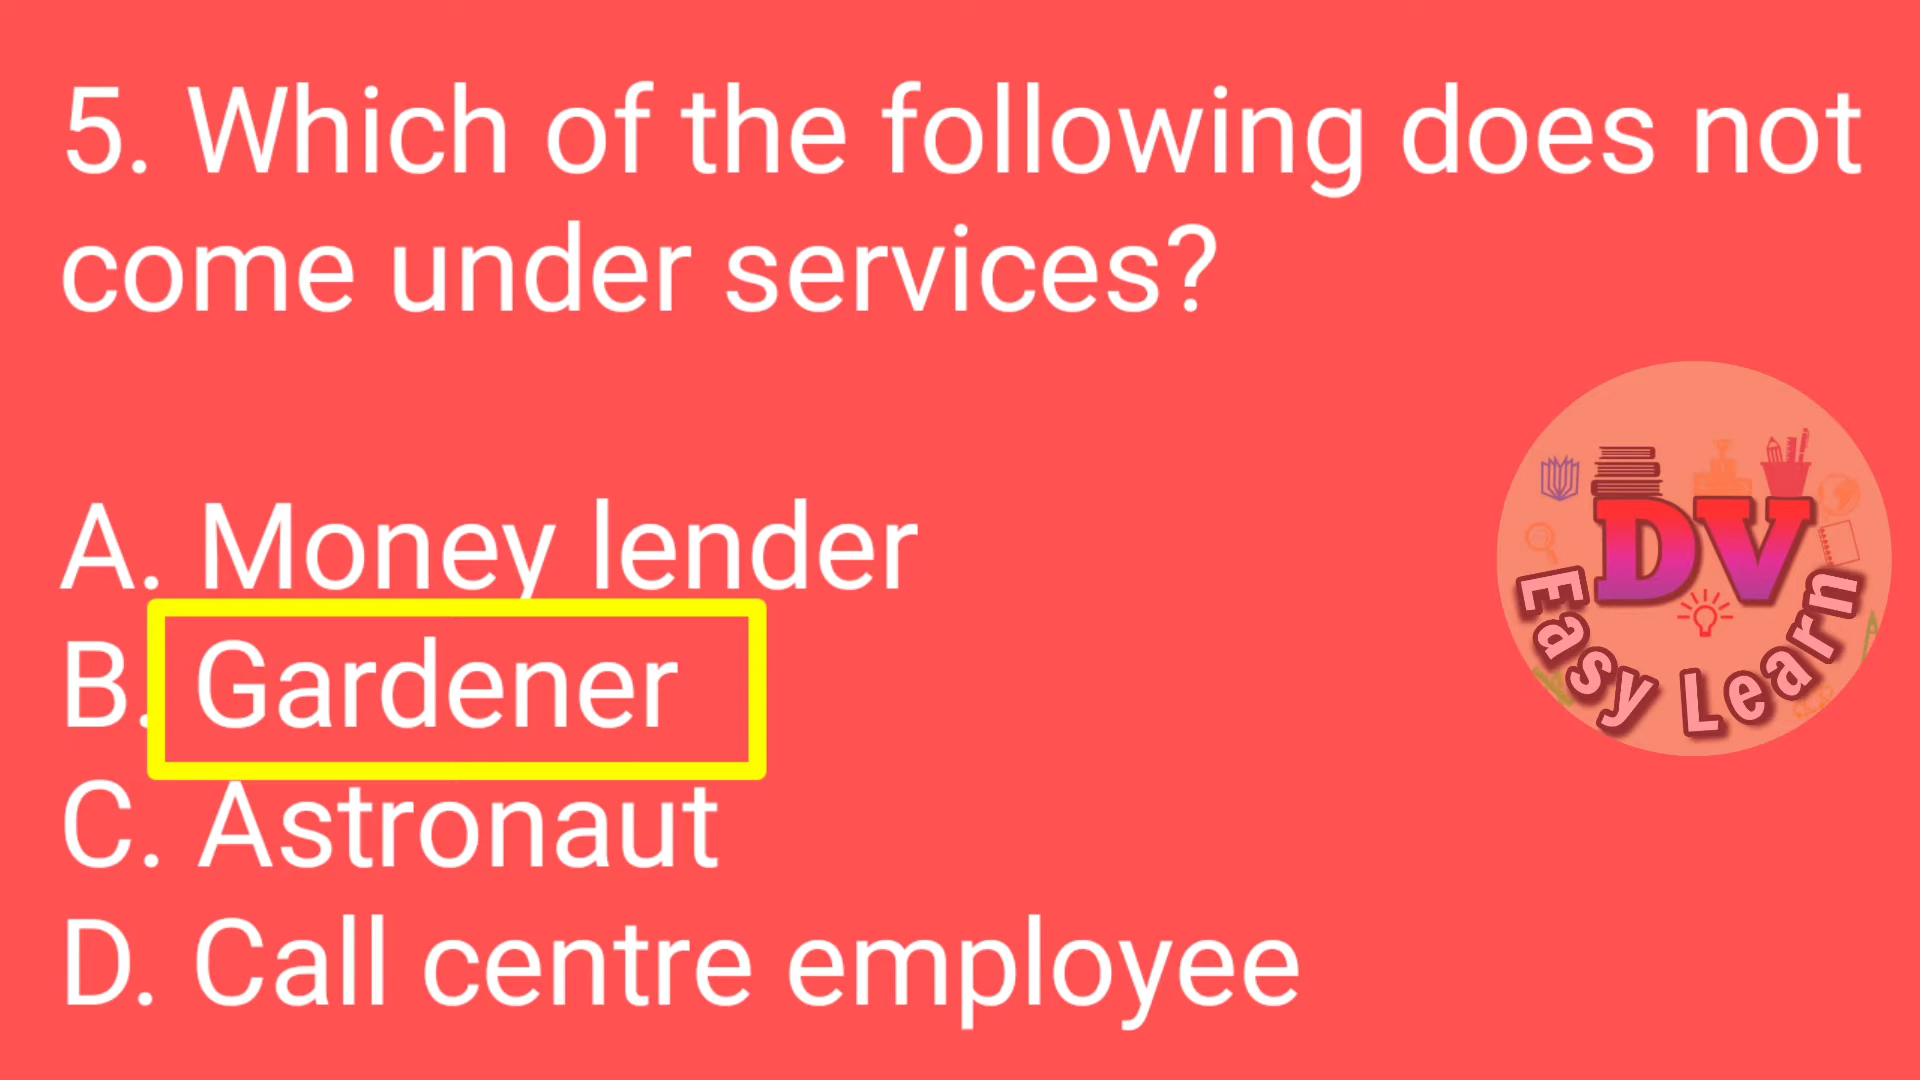 5. Which of the following does not
come under services?
A. Money lender
B. Gardener
C. Astronaut
D. Call centre employee
DV
Easy Learn